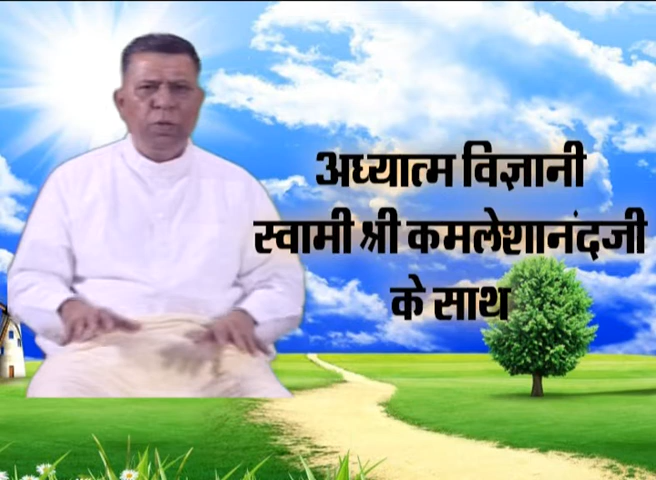 अध्यात्म विज्ञानी
स्वामी श्री कमलेशानंदजी
के साथ